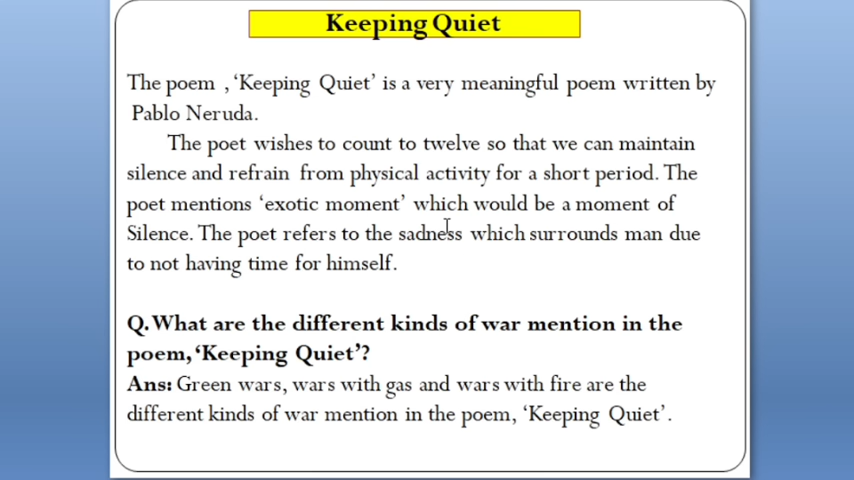 Keeping Quiet
The poem , ‘Keeping Quiet’ is a very meaningful poem written by
Pablo Neruda.
The poet wishes to count to twelve so that we can maintain
silence and refrain from physical activity for a short period. The
poet mentions ‘exotic moment’ which would be a moment of
Silence. The poet refers to the sadness which surrounds man due
to not having time for himself.
Q. What are the different kinds of war mention in the
poem, ‘Keeping Quiet’?
Ans: Green wars, wars with gas and wars with fire are the
different kinds of war mention in the poem, ‘Keeping Quiet’.